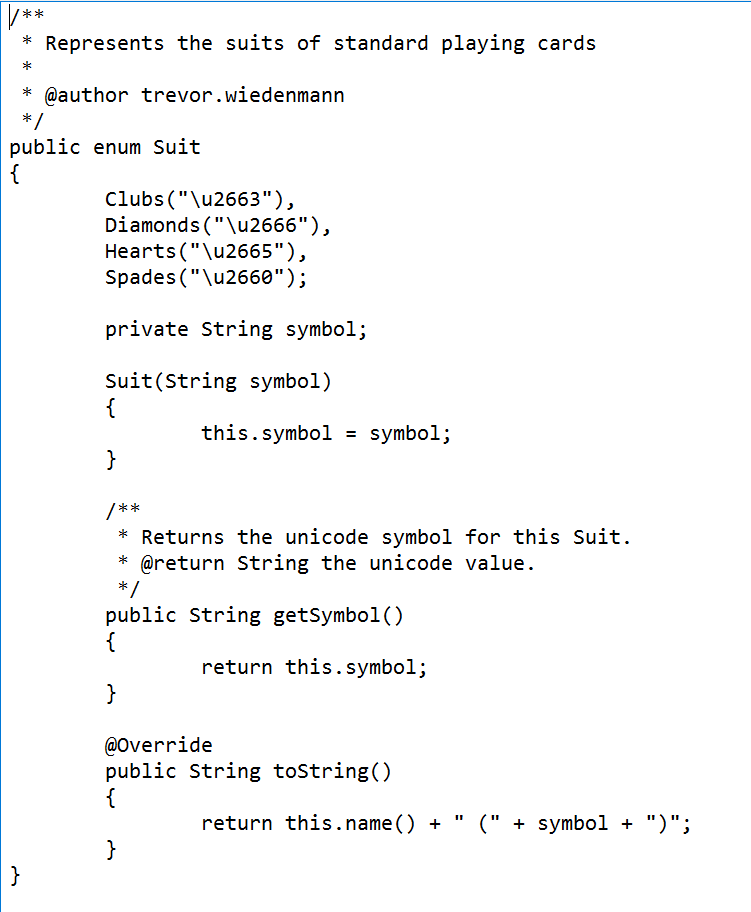 /**
 * Represents the suits of standard playing cards
 *
 * @author trevor.wiedenmann
 */
public enum Suit
{
        Clubs("\u2663"),
        Diamonds("\u2666"),
        Hearts("\u2665"),
        Spades("\u2660");

        private String symbol;

        Suit(String symbol)
        {
                this.symbol = symbol;
        }

        /**
         * Returns the unicode symbol for this Suit.
         * @return String the unicode value.
         */
        public String getSymbol()
        {
                return this.symbol;
        }

        @Override
        public String toString()
        {
                return this.name() + " (" + symbol + ")";
        }
}